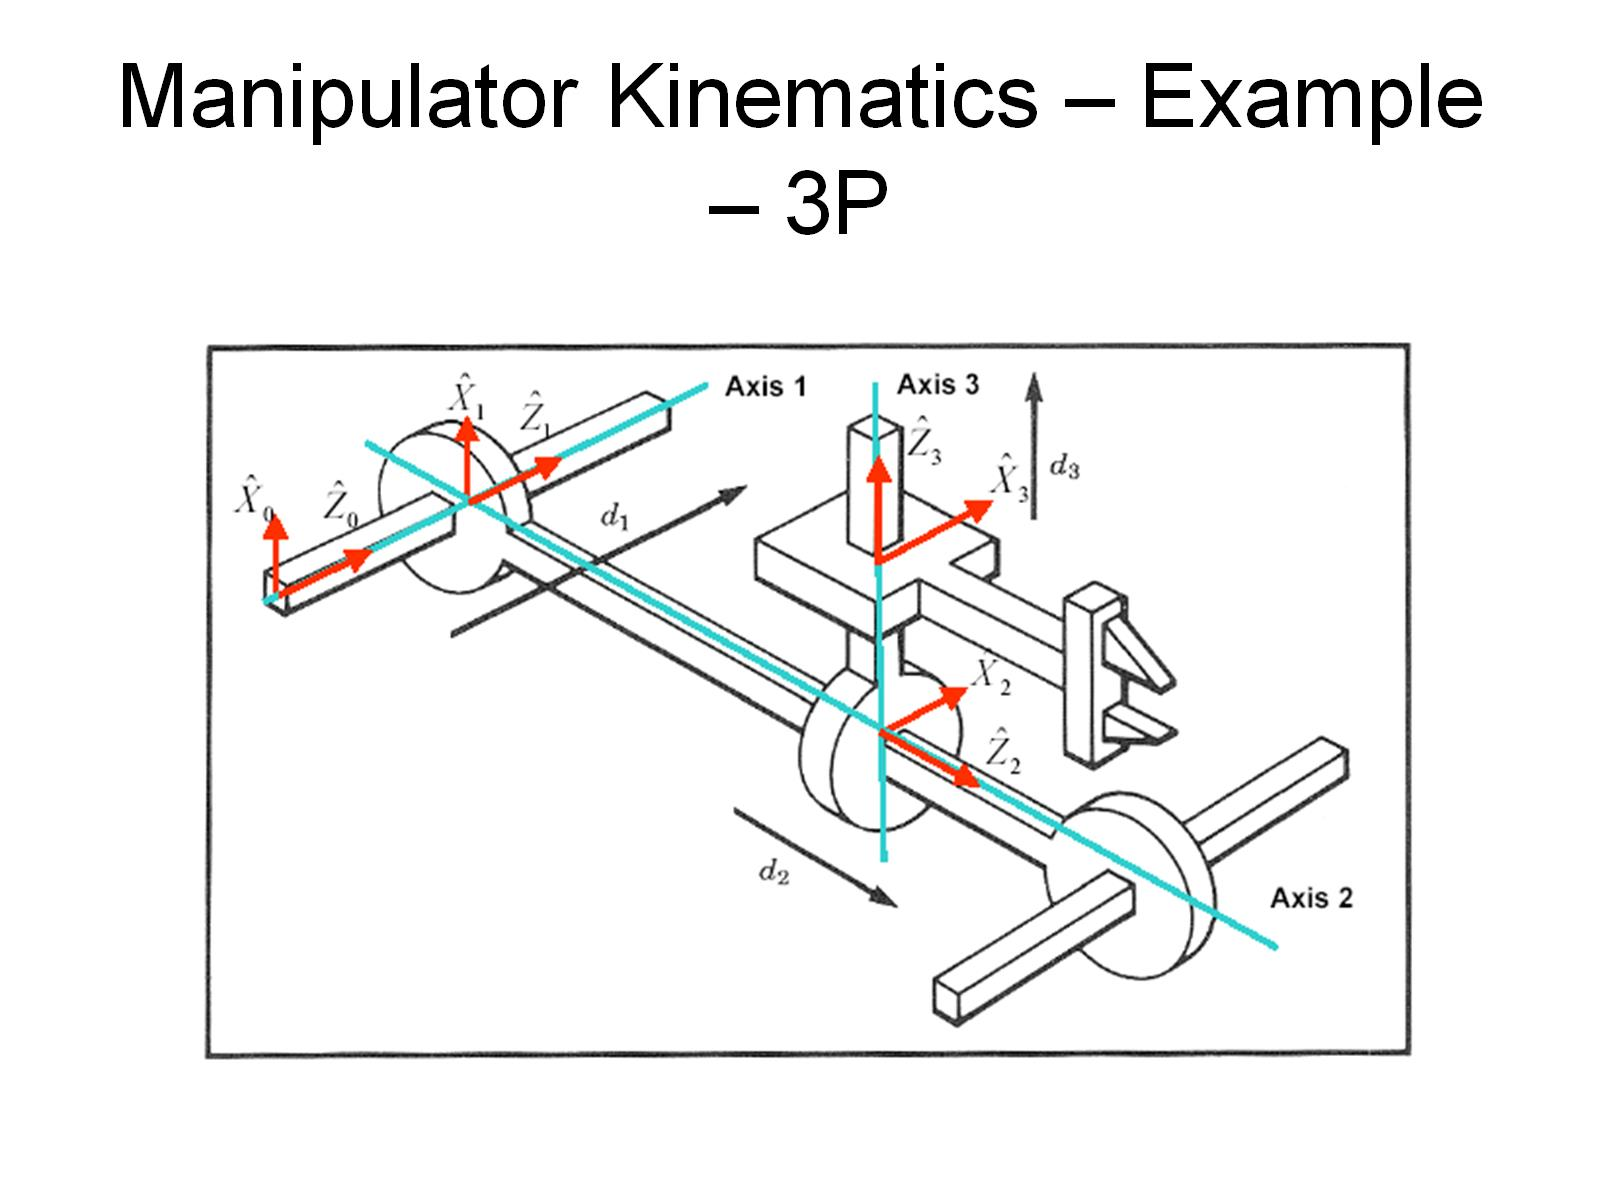 Manipulator Kinematics – Example
– 3P
X̂₁
Ẑ₁
Axis 1
Axis 3
Ẑ₃
X̂₃
d₃
X̂₀
Ẑ₀
d₁
X̂₂
Ẑ₂
d₂
Axis 2